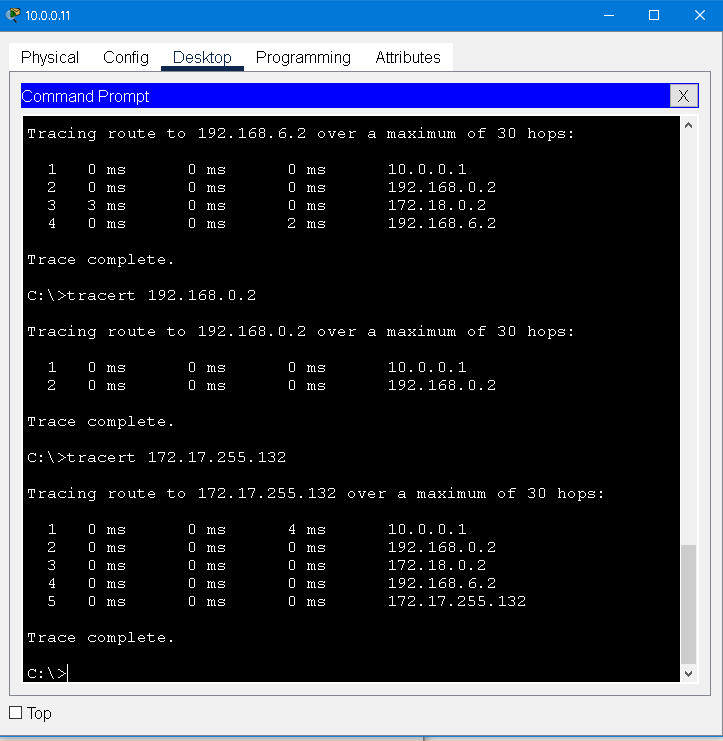 10.0.0.11
Physical Config Desktop Programming Attributes
Command Prompt X
Tracing route to 192.168.6.2 over a maximum of 30 hops:
1 0 ms 0 ms 0 ms 10.0.0.1
2 0 ms 0 ms 0 ms 192.168.0.2
3 3 ms 0 ms 0 ms 172.18.0.2
4 0 ms 0 ms 2 ms 192.168.6.2
Trace complete.
C:\>tracert 192.168.0.2
Tracing route to 192.168.0.2 over a maximum of 30 hops:
1 0 ms 0 ms 0 ms 10.0.0.1
2 0 ms 0 ms 0 ms 192.168.0.2
Trace complete.
C:\>tracert 172.17.255.132
Tracing route to 172.17.255.132 over a maximum of 30 hops:
1 0 ms 0 ms 4 ms 10.0.0.1
2 0 ms 0 ms 0 ms 192.168.0.2
3 0 ms 0 ms 0 ms 172.18.0.2
4 0 ms 0 ms 0 ms 192.168.6.2
5 0 ms 0 ms 0 ms 172.17.255.132
Trace complete.
C:\>
Top